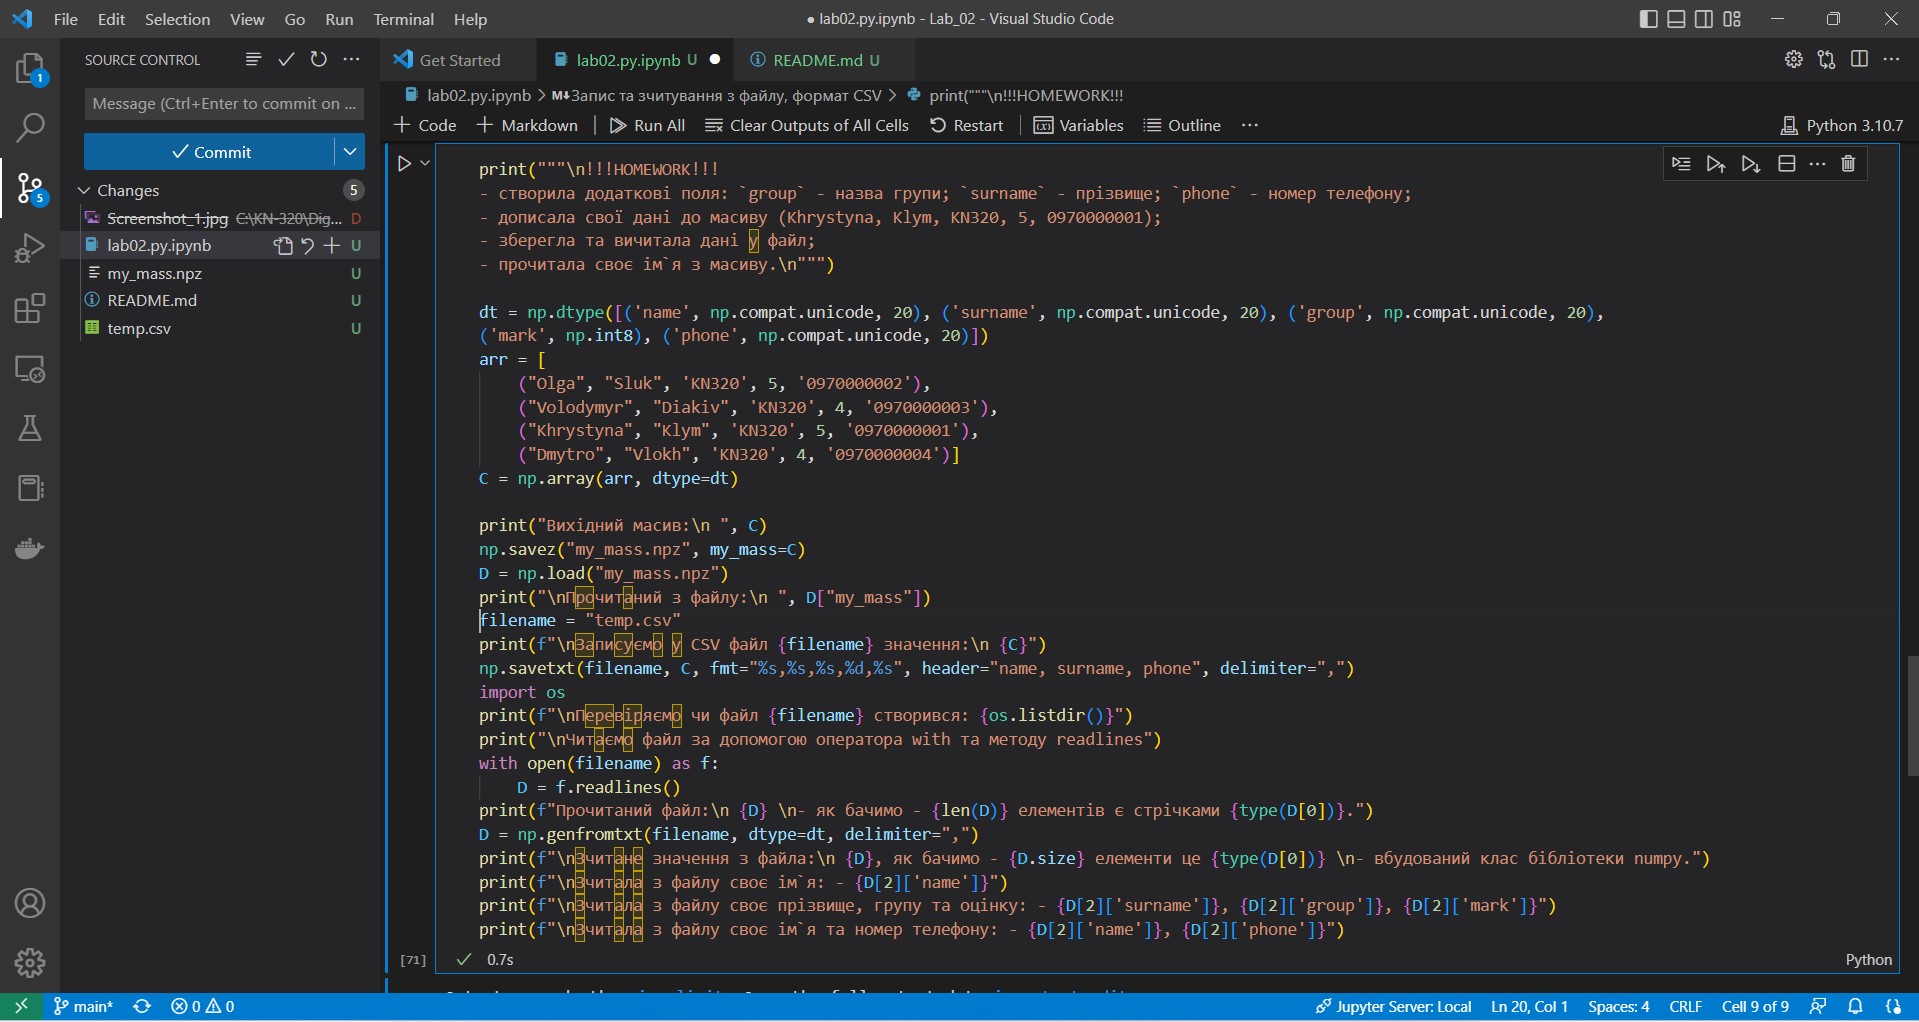 File Edit Selection View Go Run Terminal Help
● lab02.py.ipynb - Lab_02 - Visual Studio Code
SOURCE CONTROL
Get Started
lab02.py.ipynb U ●
README.md U
Message (Ctrl+Enter to commit on ...
lab02.py.ipynb > M↓Запис та зчитування з файлу, формат CSV > print("""\n!!!HOMEWORK!!!
+ Code + Markdown Run All Clear Outputs of All Cells Restart Variables Outline ...
Python 3.10.7
Commit
Changes 5
Screenshot_1.jpg C:\KN-320\Dig... D
lab02.py.ipynb U
my_mass.npz U
README.md U
temp.csv U
1
5
print("""\n!!!HOMEWORK!!!
- створила додаткові поля: `group` - назва групи; `surname` - прізвище; `phone` - номер телефону;
- дописала свої дані до масиву (Khrystyna, Klym, KN320, 5, 0970000001);
- зберегла та вичитала дані у файл;
- прочитала своє ім`я з масиву.\n""")
dt = np.dtype([('name', np.compat.unicode, 20), ('surname', np.compat.unicode, 20), ('group', np.compat.unicode, 20),
('mark', np.int8), ('phone', np.compat.unicode, 20)])
arr = [
("Olga", "Sluk", 'KN320', 5, '0970000002'),
("Volodymyr", "Diakiv", 'KN320', 4, '0970000003'),
("Khrystyna", "Klym", 'KN320', 5, '0970000001'),
("Dmytro", "Vlokh", 'KN320', 4, '0970000004')]
C = np.array(arr, dtype=dt)
print("Вихідний масив:\n ", C)
np.savez("my_mass.npz", my_mass=C)
D = np.load("my_mass.npz")
print("\nПрочитаний з файлу:\n ", D["my_mass"])
filename = "temp.csv"
print(f"\nЗаписуємо у CSV файл {filename} значення:\n {C}")
np.savetxt(filename, C, fmt="%s,%s,%s,%d,%s", header="name, surname, phone", delimiter=",")
import os
print(f"\nПеревіряємо чи файл {filename} створився: {os.listdir()}")
print("\nЧитаємо файл за допомогою оператора with та методу readlines")
with open(filename) as f:
D = f.readlines()
print(f"Прочитаний файл:\n {D} \n- як бачимо - {len(D)} елементів є стрічками {type(D[0])}.")
D = np.genfromtxt(filename, dtype=dt, delimiter=",")
print(f"\nЗчитане значення з файла:\n {D}, як бачимо - {D.size} елементи це {type(D[0])} \n- вбудований клас бібліотеки numpy.")
print(f"\nЗчитала з файлу своє ім`я: - {D[2]['name']}")
print(f"\nЗчитала з файлу своє прізвище, групу та оцінку: - {D[2]['surname']}, {D[2]['group']}, {D[2]['mark']}")
print(f"\nЗчитала з файлу своє ім`я та номер телефону: - {D[2]['name']}, {D[2]['phone']}")
[71] ✓ 0.7s
Python
main* 0 0
Jupyter Server: Local Ln 20, Col 1 Spaces: 4 CRLF Cell 9 of 9